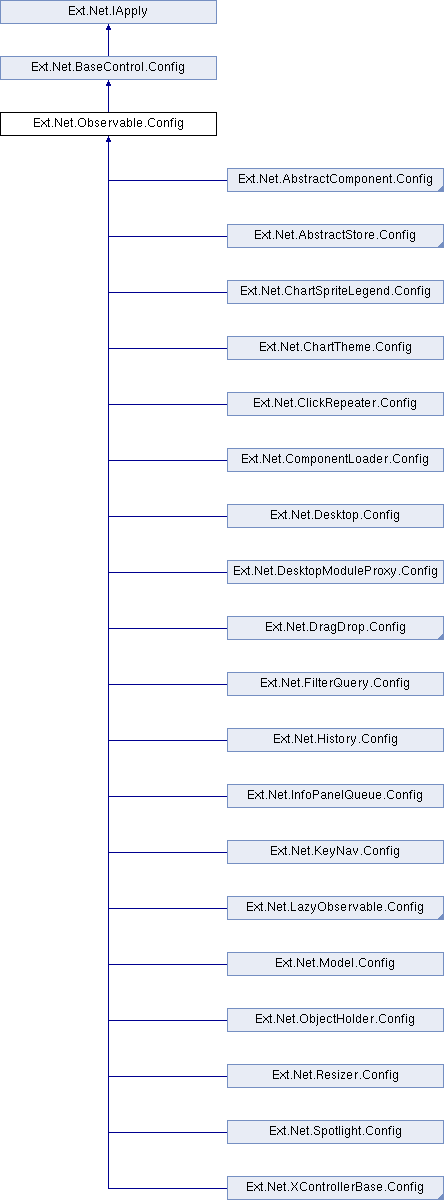 Ext.Net.IApply
Ext.Net.BaseControl.Config
Ext.Net.Observable.Config
Ext.Net.AbstractComponent.Config
Ext.Net.AbstractStore.Config
Ext.Net.ChartSpriteLegend.Config
Ext.Net.ChartTheme.Config
Ext.Net.ClickRepeater.Config
Ext.Net.ComponentLoader.Config
Ext.Net.Desktop.Config
Ext.Net.DesktopModuleProxy.Config
Ext.Net.DragDrop.Config
Ext.Net.FilterQuery.Config
Ext.Net.History.Config
Ext.Net.InfoPanelQueue.Config
Ext.Net.KeyNav.Config
Ext.Net.LazyObservable.Config
Ext.Net.Model.Config
Ext.Net.ObjectHolder.Config
Ext.Net.Resizer.Config
Ext.Net.Spotlight.Config
Ext.Net.XControllerBase.Config